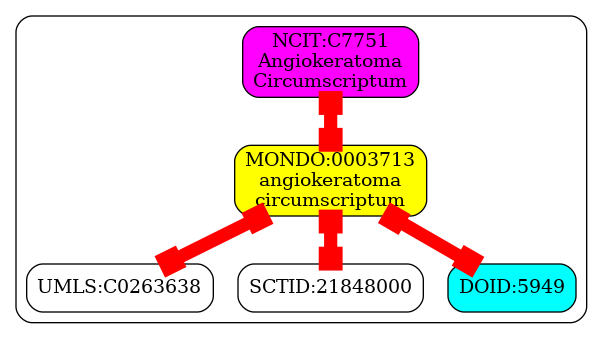 NCIT:C7751
Angiokeratoma
Circumscriptum
MONDO:0003713
angiokeratoma
circumscriptum
UMLS:C0263638
SCTID:21848000
DOID:5949